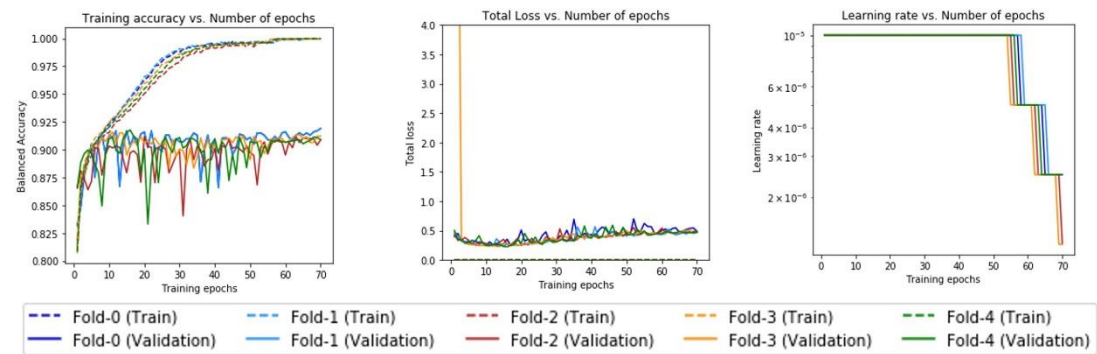 Training accuracy vs. Number of epochs
1.000
0.975
0.950
0.925
0.900
0.875
0.850
0.825
0.800
Balanced Accuracy
0 10 20 30 40 50 60 70
Training epochs
Total Loss vs. Number of epochs
4.0
3.5
3.0
2.5
2.0
1.5
1.0
0.5
0.0
Total loss
0 10 20 30 40 50 60 70
Training epochs
Learning rate vs. Number of epochs
10⁻⁵
6 × 10⁻⁶
4 × 10⁻⁶
3 × 10⁻⁶
2 × 10⁻⁶
Learning rate
0 10 20 30 40 50 60 70
Training epochs
Fold-0 (Train) Fold-1 (Train) Fold-2 (Train) Fold-3 (Train) Fold-4 (Train)
Fold-0 (Validation) Fold-1 (Validation) Fold-2 (Validation) Fold-3 (Validation) Fold-4 (Validation)